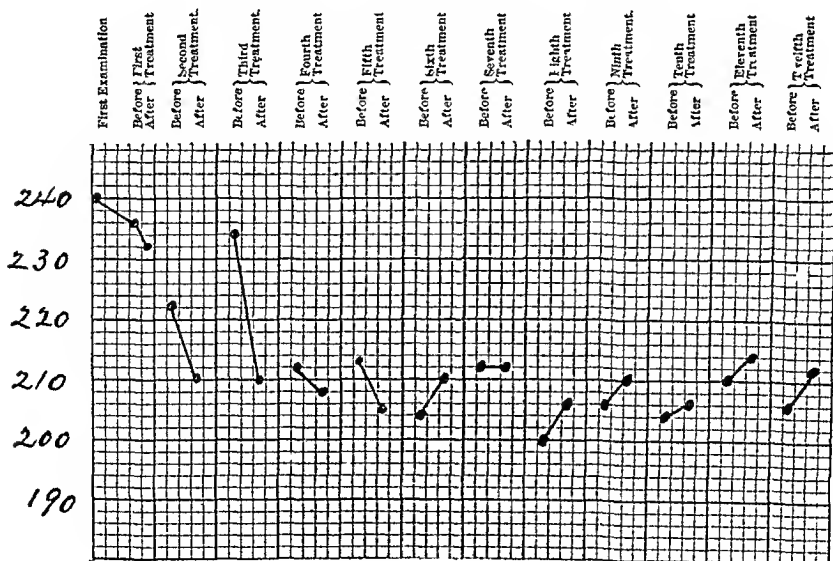 First Examination
Before } First
After } Treatment
Before } Second
After } Treatment.
Before } Third
After } Treatment.
Before } Fourth
After } Treatment
Before } Fifth
After } Treatment
Before } Sixth
After } Treatment
Before } Seventh
After } Treatment
Before } Eighth
After } Treatment.
Before } Ninth
After } Treatment.
Before } Tenth
After } Treatment.
Before } Eleventh
After } Treatment
Before } Twelfth
After } Treatment.
240
230
220
210
200
190